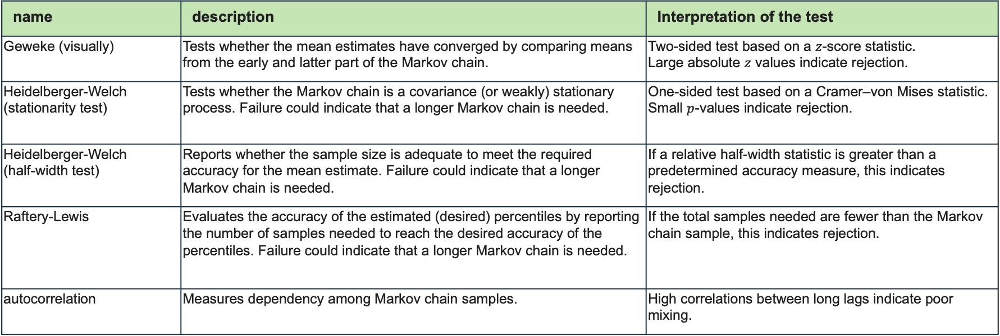 name
description
Interpretation of the test
Geweke (visually)
Tests whether the mean estimates have converged by comparing means
from the early and latter part of the Markov chain.
Two-sided test based on a z-score statistic.
Large absolute z values indicate rejection.
Heidelberger-Welch
(stationarity test)
Tests whether the Markov chain is a covariance (or weakly) stationary
process. Failure could indicate that a longer Markov chain is needed.
One-sided test based on a Cramer–von Mises statistic.
Small p-values indicate rejection.
Heidelberger-Welch
(half-width test)
Reports whether the sample size is adequate to meet the required
accuracy for the mean estimate. Failure could indicate that a longer
Markov chain is needed.
If a relative half-width statistic is greater than a
predetermined accuracy measure, this indicates
rejection.
Raftery-Lewis
Evaluates the accuracy of the estimated (desired) percentiles by reporting
the number of samples needed to reach the desired accuracy of the
percentiles. Failure could indicate that a longer Markov chain is needed.
If the total samples needed are fewer than the Markov
chain sample, this indicates rejection.
autocorrelation
Measures dependency among Markov chain samples.
High correlations between long lags indicate poor
mixing.